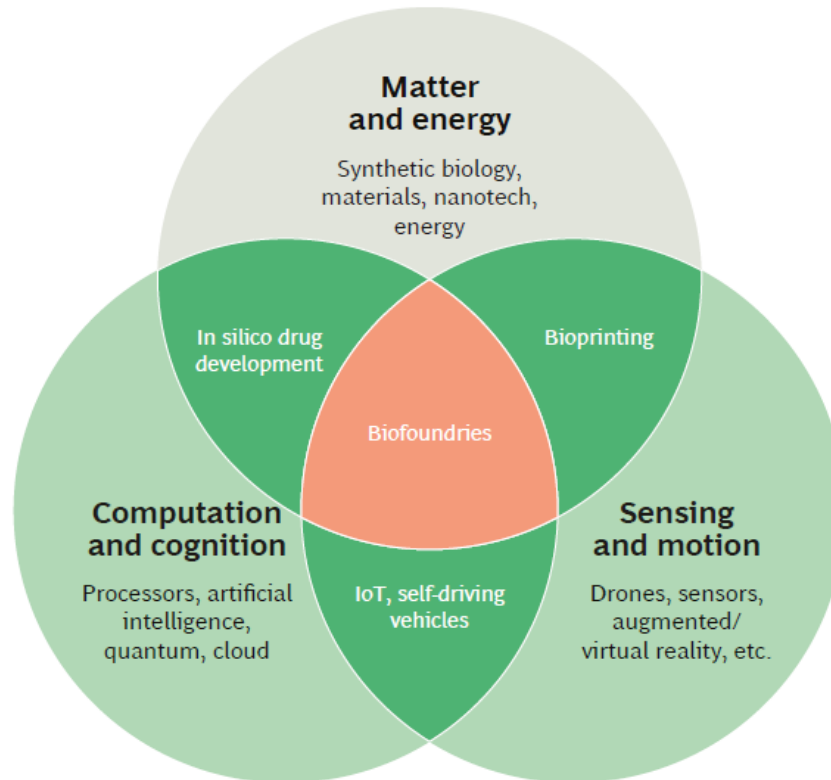 Matter
and energy
Synthetic biology,
materials, nanotech,
energy
In silico drug
development
Bioprinting
Biofoundries
Computation
and cognition
Processors, artificial
intelligence,
quantum, cloud
IoT, self-driving
vehicles
Sensing
and motion
Drones, sensors,
augmented/
virtual reality, etc.